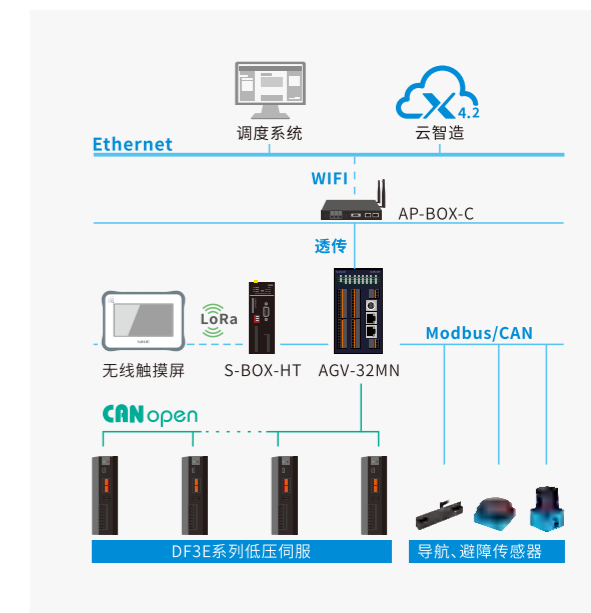 X 4.2
调度系统
云智造
Ethernet
WIFI
AP-BOX-C
透传
LoRa
Modbus/CAN
无线触摸屏
S-BOX-HT
AGV-32MN
CANopen
DF3E系列低压伺服
导航、避障传感器